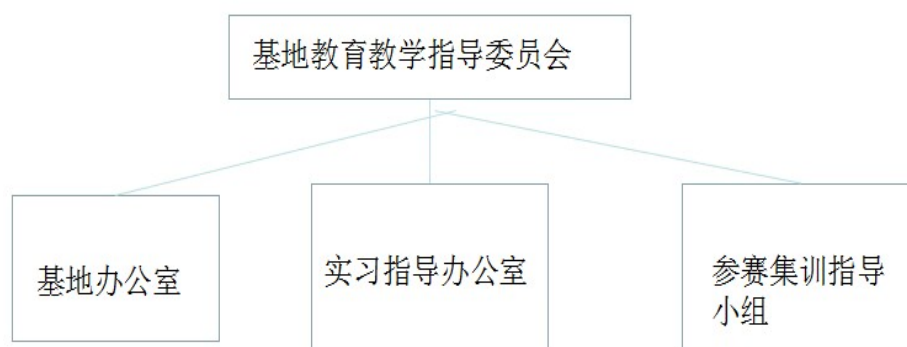 基地教育教学指导委员会
基地办公室
实习指导办公室
参赛集训指导
小组